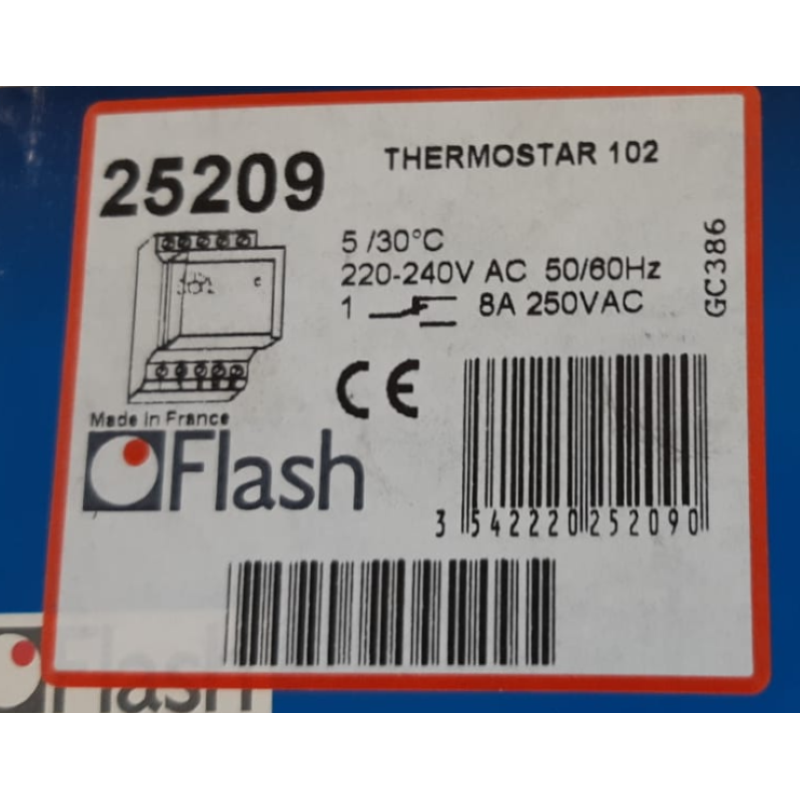 25209
THERMOSTAR 102
5 /30°C
220-240V AC 50/60Hz
1 8A 250VAC
GC386
CE
Made in France
Flash
3 542220 252090
Flash